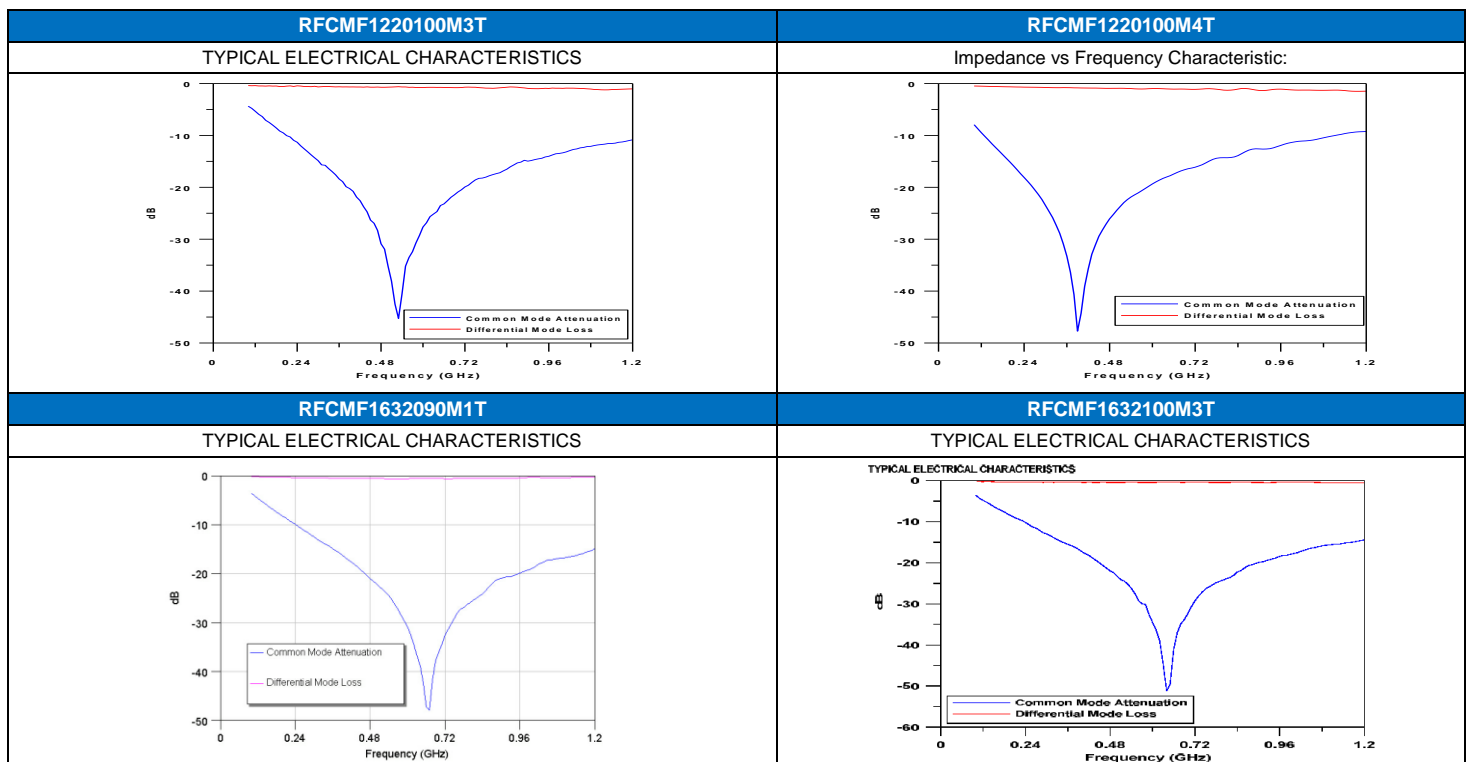 RFCMF1220100M3T
RFCMF1220100M4T
TYPICAL ELECTRICAL CHARACTERISTICS
Impedance vs Frequency Characteristic:
0
-10
-20
-30
-40
-50
dB
Common Mode Attenuation
Differential Mode Loss
0 0.24 0.48 0.72 0.96 1.2
Frequency (GHz)
0
-10
-20
-30
-40
-50
dB
Common Mode Attenuation
Differential Mode Loss
0 0.24 0.48 0.72 0.96 1.2
Frequency (GHz)
RFCMF1632090M1T
RFCMF1632100M3T
TYPICAL ELECTRICAL CHARACTERISTICS
TYPICAL ELECTRICAL CHARACTERISTICS
0
-10
-20
-30
-40
-50
dB
Common Mode Attenuation
Differential Mode Loss
0 0.24 0.48 0.72 0.96 1.2
Frequency (GHz)
TYPICAL ELECTRICAL CHARACTERISTICS
0
-10
-20
-30
-40
-50
-60
dB
Common Mode Attenuation
Differential Mode Loss
0 0.24 0.48 0.72 0.96 1.2
Frequency (GHz)